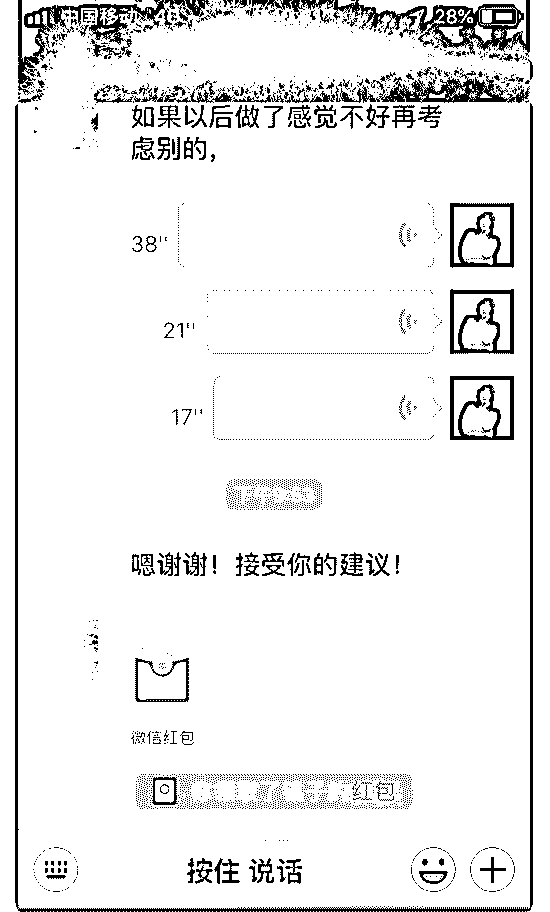 中国移动 4G 28%
如果以后做了感觉不好再考
虑别的，
38"
21"
17"
嗯谢谢！接受你的建议！
微信红包
红包
按住 说话